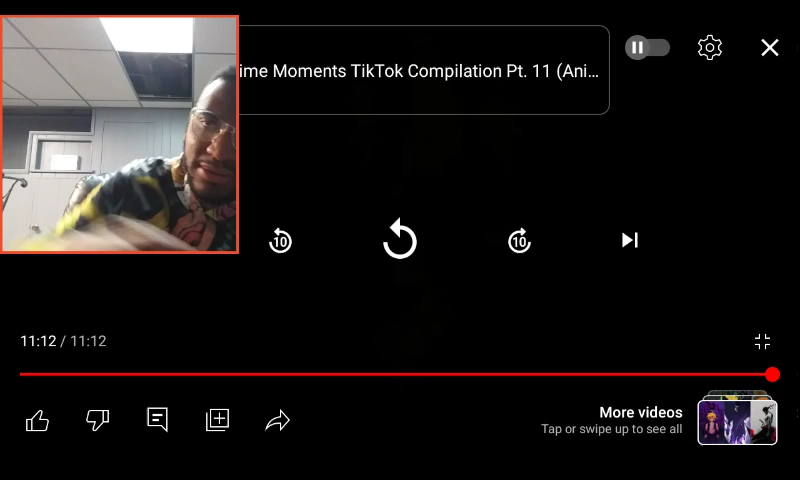 ime Moments TikTok Compilation Pt. 11 (Ani...
10
10
11:12 / 11:12
More videos
Tap or swipe up to see all